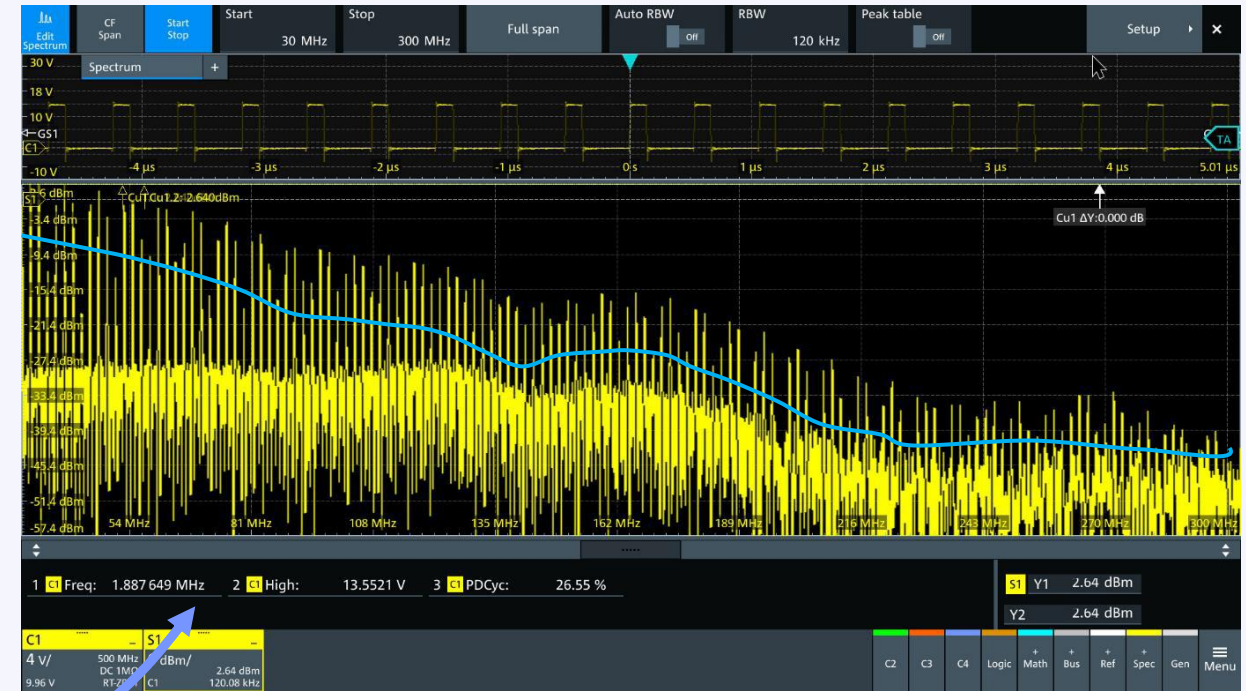 Edit Spectrum
CF Span
Start Stop
Start 30 MHz
Stop 300 MHz
Full span
Auto RBW Off
RBW 120 kHz
Peak table Off
Setup
×
30 V
Spectrum +
18 V
10 V
GS1
C1
TA
-10 V
-4 µs -3 µs -2 µs -1 µs 0 s 1 µs 2 µs 3 µs 4 µs 5.01 µs
S1
Cu1.2: 2.640dBm
Cu1 ΔY:0.000 dB
-3.4 dBm
-9.4 dBm
-15.4 dBm
-21.4 dBm
-27.4 dBm
-33.4 dBm
-39.4 dBm
-45.4 dBm
-51.4 dBm
-57.4 dBm
54 MHz 81 MHz 108 MHz 135 MHz 162 MHz 189 MHz 216 MHz 243 MHz 270 MHz 300 MHz
1 C1 Freq: 1.887 649 MHz 2 C1 High: 13.5521 V 3 C1 PDCyc: 26.55 %
S1 Y1 2.64 dBm
Y2 2.64 dBm
C1 S1
4 V/ 500 MHz dBm/
DC 1MΩ 2.64 dBm
9.96 V C1 120.08 kHz
C2 C3 C4 Logic + Math + Bus + Ref + Spec Gen Menu